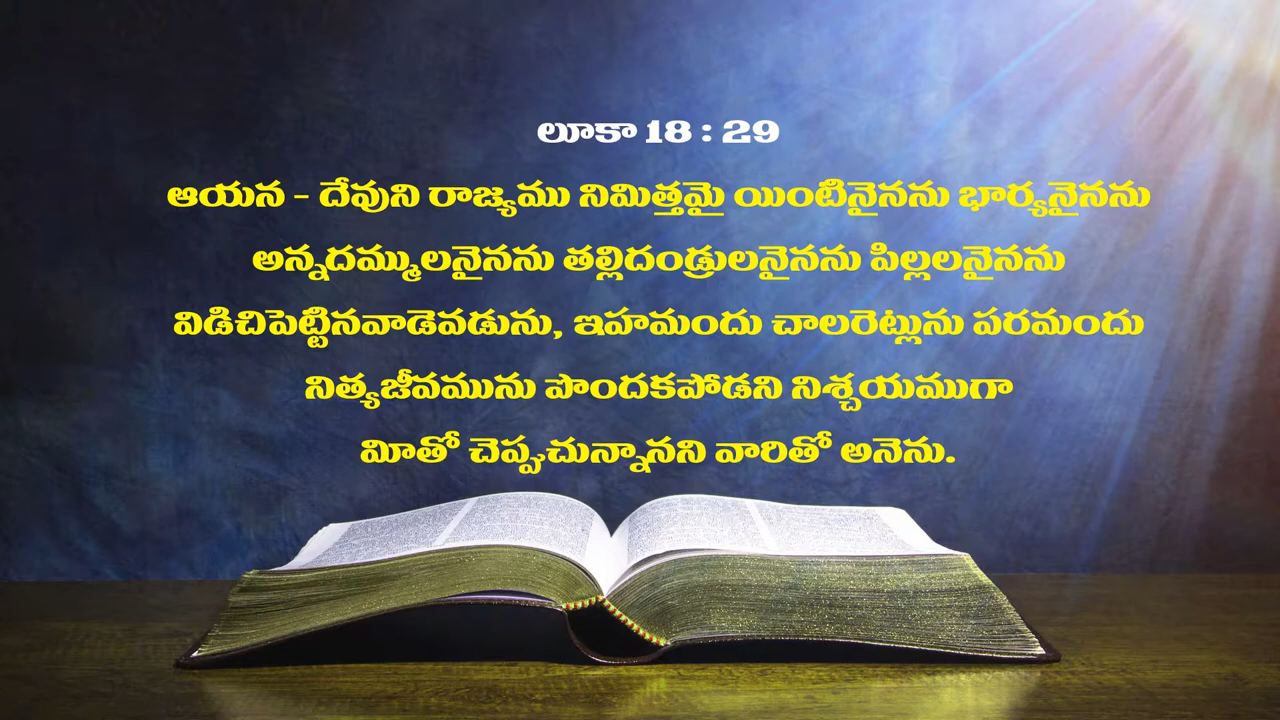 లూకా 18 : 29
ఆయన - దేవుని రాజ్యము నిమిత్తమై యింటినైనను భార్యనైనను
అన్నదమ్ములనైనను తల్లిదండ్రులనైనను పిల్లలనైనను
విడిచిపెట్టినవాడెవడును, ఇహమందు చాలరెట్లును పరమందు
నిత్యజీవమును పొందకపోడని నిశ్చయముగా
మీతో చెప్పుచున్నానని వారితో అనెను.